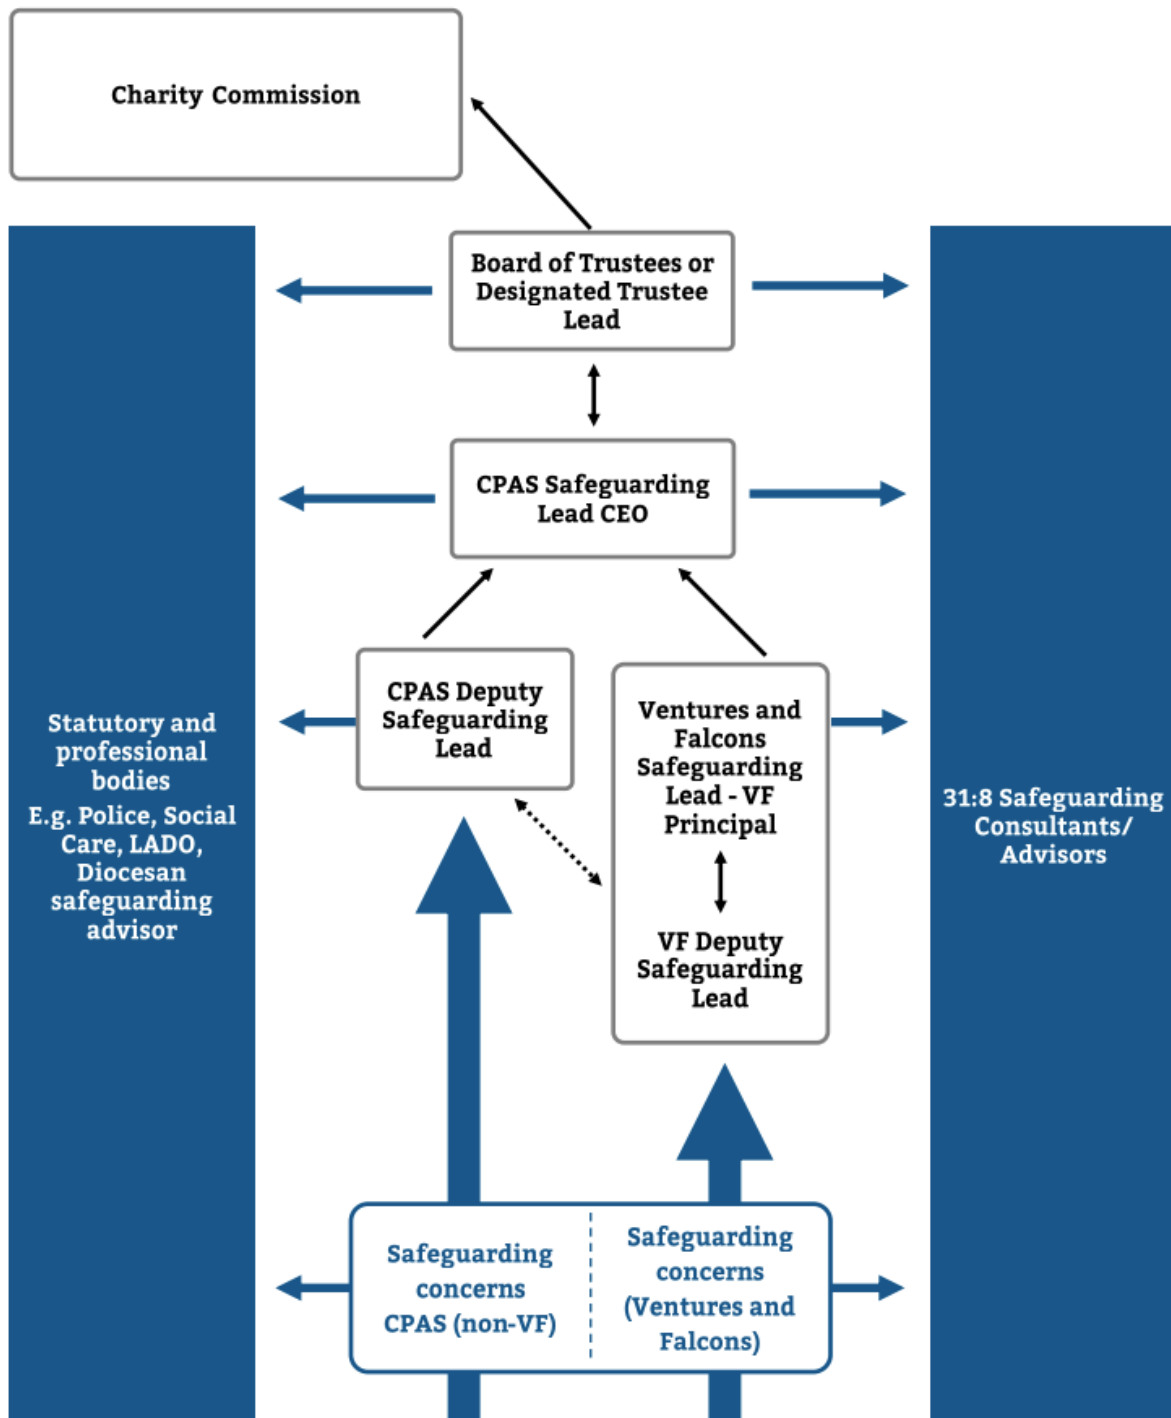 Charity Commission
Board of Trustees or
Designated Trustee
Lead
CPAS Safeguarding
Lead CEO
CPAS Deputy
Safeguarding
Lead
Ventures and
Falcons
Safeguarding
Lead - VF
Principal
VF Deputy
Safeguarding
Lead
Statutory and
professional
bodies
E.g. Police, Social
Care, LADO,
Diocesan
safeguarding
advisor
31:8 Safeguarding
Consultants/
Advisors
Safeguarding
concerns
CPAS (non-VF)
Safeguarding
concerns
(Ventures and
Falcons)